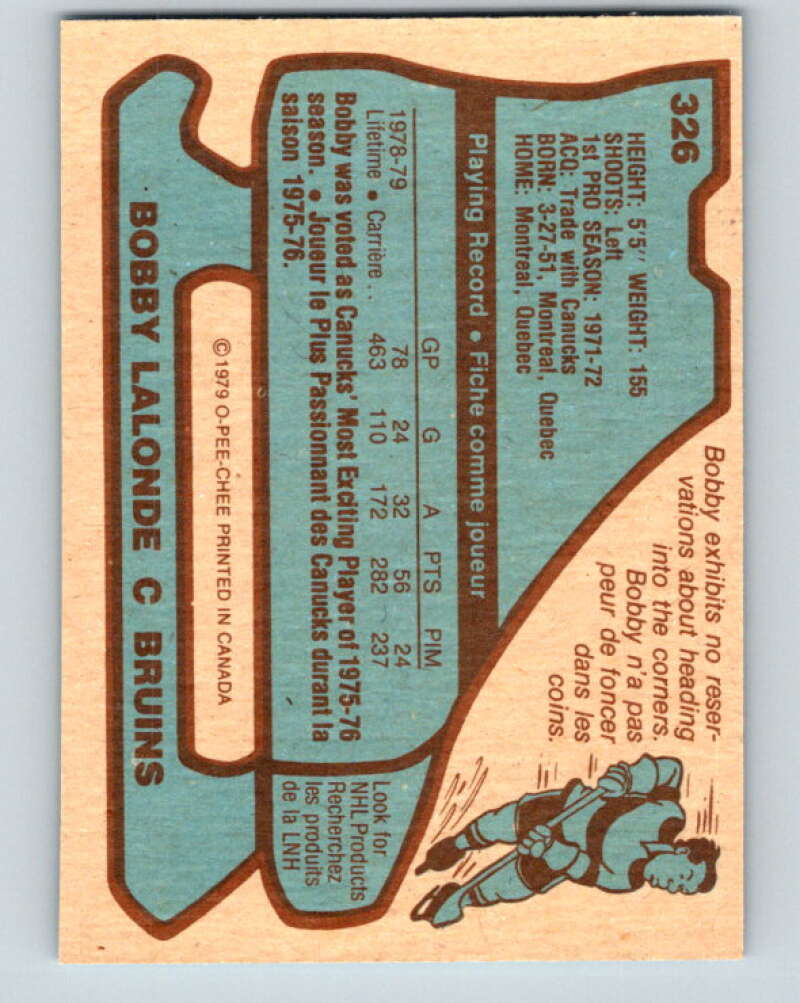 326
HEIGHT: 5'5" WEIGHT: 155
SHOOTS: Left
1st PRO SEASON: 1971-72
ACQ: Trade with Canucks
BORN: 3-27-51, Montreal, Quebec
HOME: Montreal, Quebec
Bobby exhibits no reser-
vations about heading
into the corners.
Bobby n'a pas
peur de foncer
dans les
coins.
Playing Record • Fiche comme joueur
GP G A PTS PIM
1978-79 78 24 32 56 24
Lifetime • Carrière .. 463 110 172 282 237
Bobby was voted as Canucks' Most Exciting Player of 1975-76
season. • Joueur le Plus Passionnant des Canucks durant la
saison 1975-76.
Look for
NHL Products
Recherchez
les produits
de la LNH
© 1979 O-PEE-CHEE PRINTED IN CANADA
BOBBY LALONDE C BRUINS